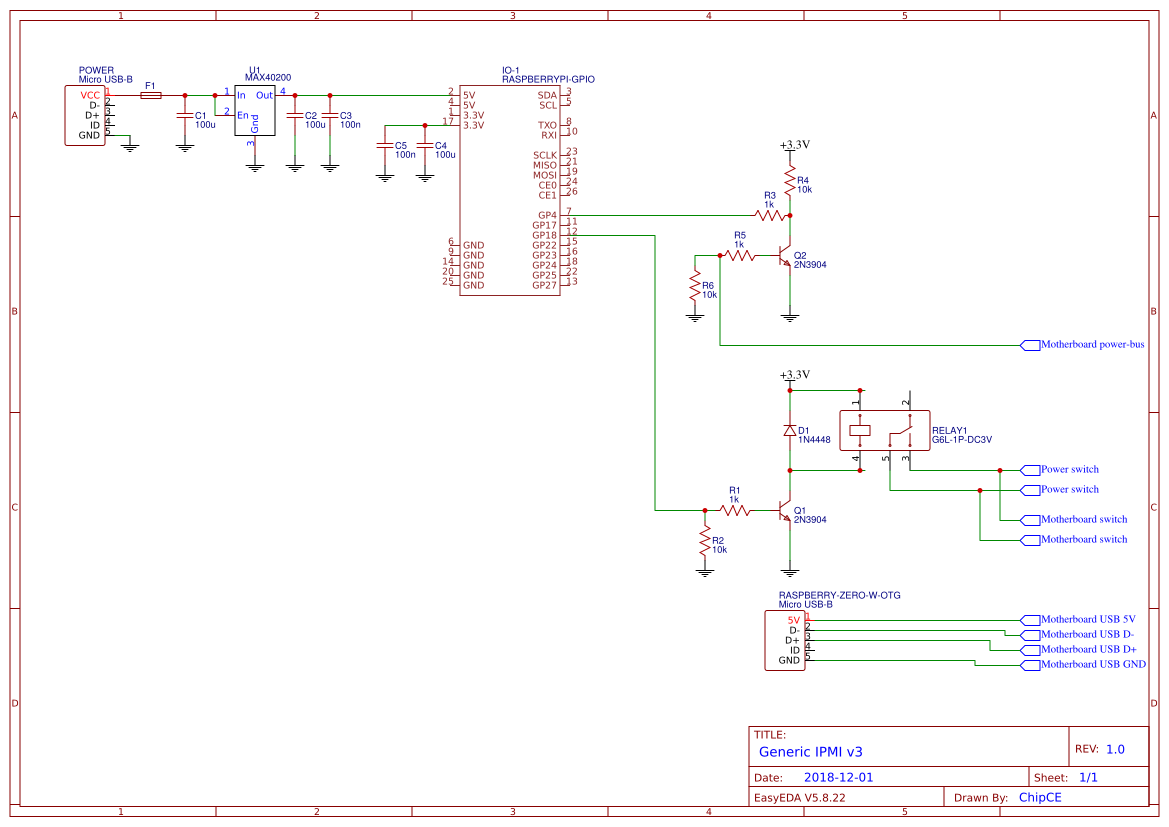 1 2 3 4 5
A A
B B
C C
D D
POWER
Micro USB-B
VCC 1
D- 2
D+ 3
ID 4
GND 5
F1
C1
100u
U1
MAX40200
1 In Out 4
2 En
Gnd
3
C2
100u
C3
100n
C5
100n
C4
100u
IO-1
RASPBERRYPI-GPIO
2 5V
4 5V
1 3.3V
17 3.3V
6 GND
9 GND
14 GND
20 GND
25 GND
SDA 3
SCL 5
TXO 8
RXI 10
SCLK 23
MISO 21
MOSI 19
CE0 24
CE1 26
GP4 7
GP17 11
GP18 12
GP22 15
GP23 16
GP24 18
GP25 22
GP27 13
+3.3V
R4
10k
R3
1k
R5
1k
Q2
2N3904
R6
10k
Motherboard power-bus
+3.3V
D1
1N4448
1 2
4 5 3
RELAY1
G6L-1P-DC3V
Power switch
Power switch
Motherboard switch
Motherboard switch
R1
1k
Q1
2N3904
R2
10k
RASPBERRY-ZERO-W-OTG
Micro USB-B
5V 1
D- 2
D+ 3
ID 4
GND 5
Motherboard USB 5V
Motherboard USB D-
Motherboard USB D+
Motherboard USB GND
TITLE:
Generic IPMI v3
REV: 1.0
Date: 2018-12-01
Sheet: 1/1
EasyEDA V5.8.22
Drawn By: ChipCE
1 2 3 4 5